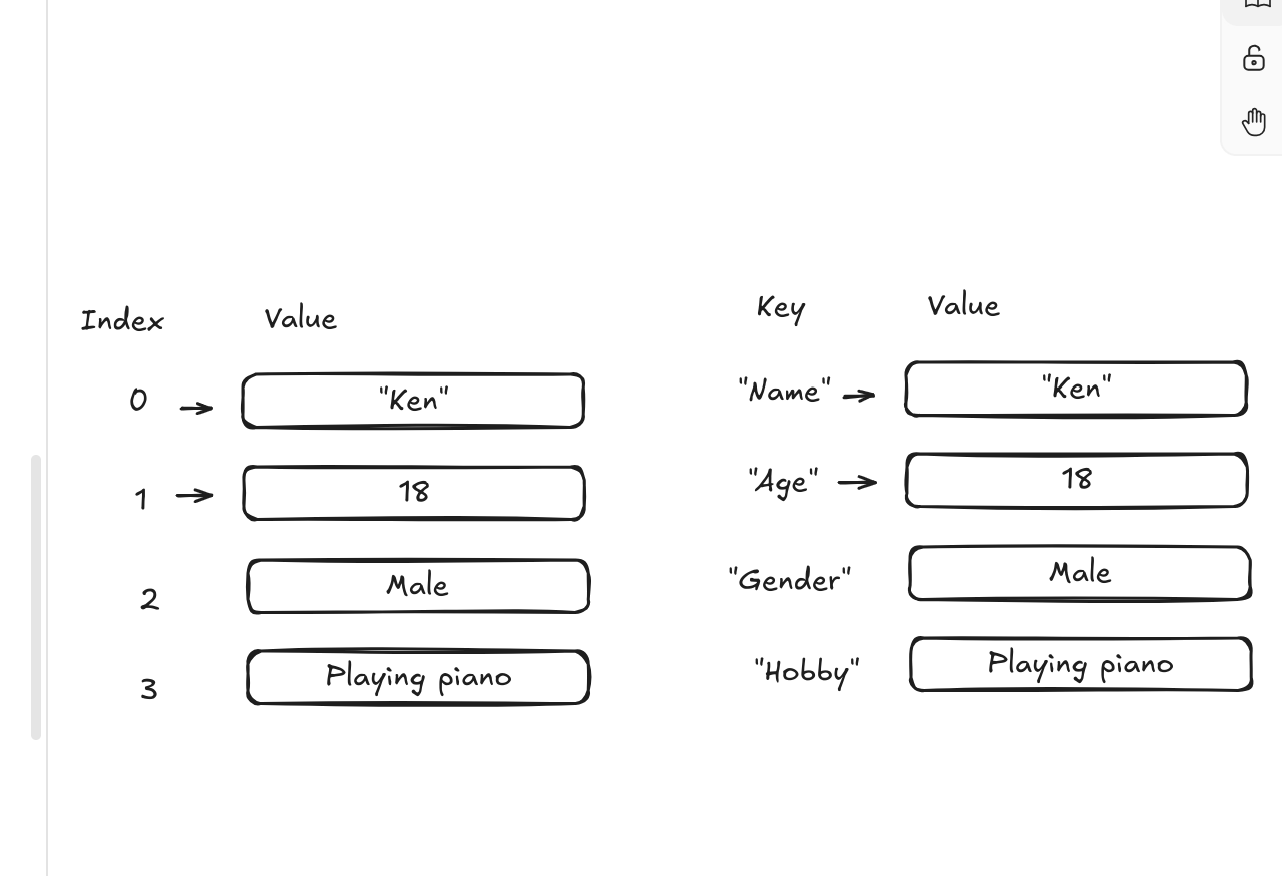 Index Value
0 → "Ken"
1 → 18
2 Male
3 Playing piano
Key Value
"Name" → "Ken"
"Age" → 18
"Gender" Male
"Hobby" Playing piano